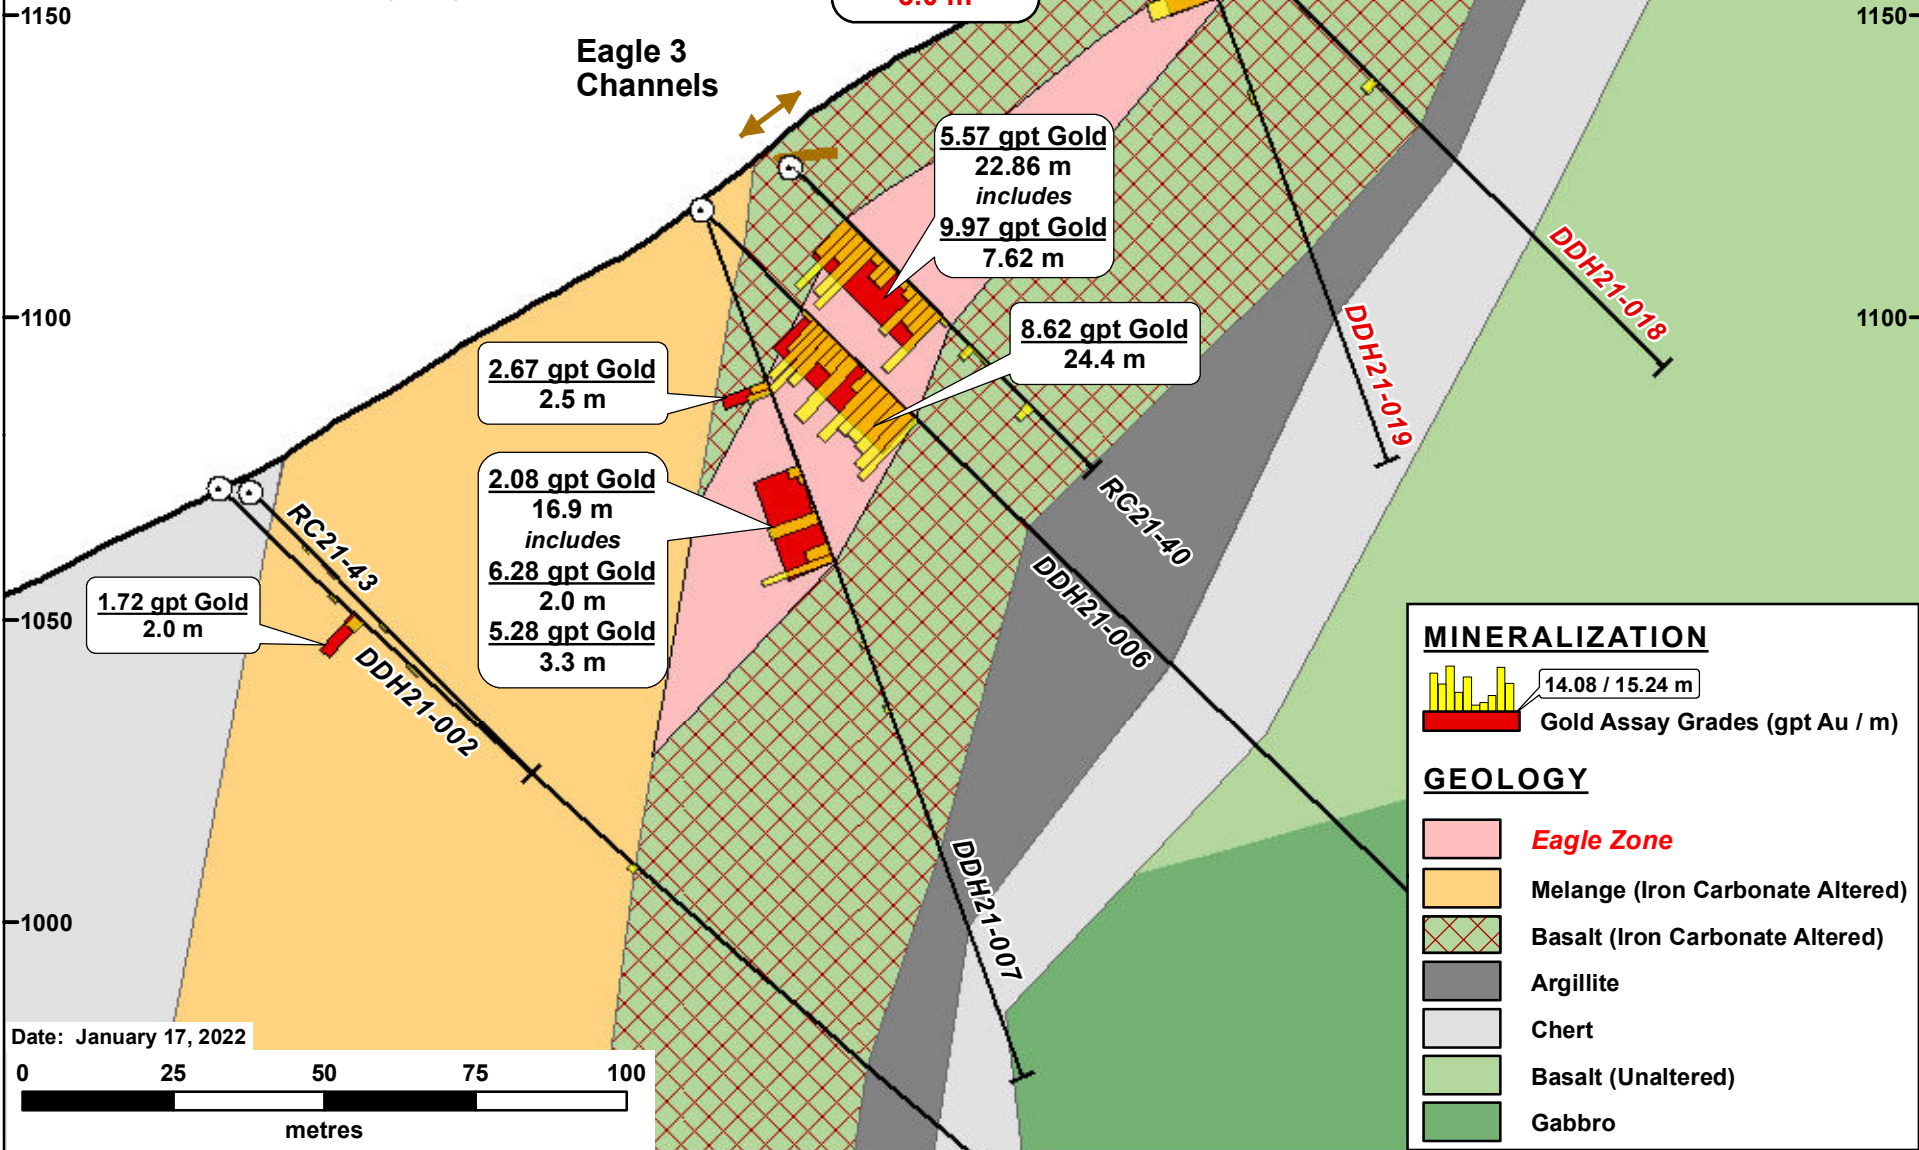 1150
1150
Eagle 3
Channels
5.57 gpt Gold
22.86 m
includes
9.97 gpt Gold
7.62 m
1100
1100
8.62 gpt Gold
24.4 m
2.67 gpt Gold
2.5 m
2.08 gpt Gold
16.9 m
includes
6.28 gpt Gold
2.0 m
5.28 gpt Gold
3.3 m
1.72 gpt Gold
2.0 m
1050
1000
RC21-43
DDH21-002
DDH21-007
DDH21-006
RC21-40
DDH21-019
DDH21-018
MINERALIZATION
14.08 / 15.24 m
Gold Assay Grades (gpt Au / m)
GEOLOGY
Eagle Zone
Melange (Iron Carbonate Altered)
Basalt (Iron Carbonate Altered)
Argillite
Chert
Basalt (Unaltered)
Gabbro
Date: January 17, 2022
0 25 50 75 100
metres